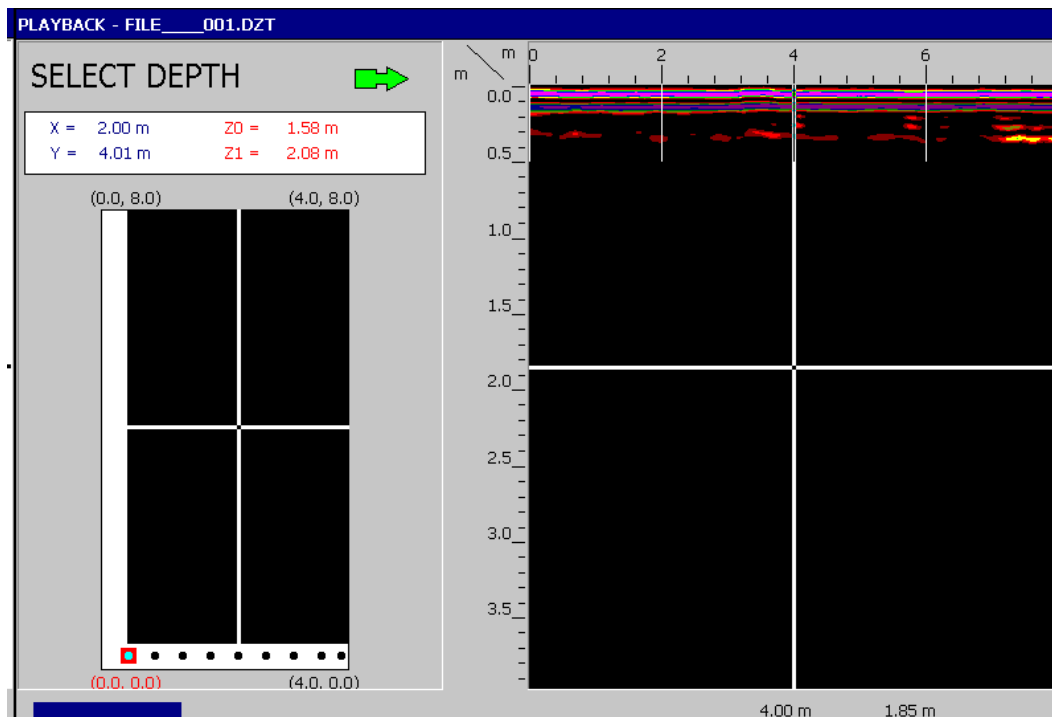 PLAYBACK - FILE____001.DZT
SELECT DEPTH
X = 2.00 m Z0 = 1.58 m
Y = 4.01 m Z1 = 2.08 m
(0.0, 8.0) (4.0, 8.0)
(0.0, 0.0) (4.0, 0.0)
m 0 2 4 6
m
0.0
0.5
1.0
1.5
2.0
2.5
3.0
3.5
4.00 m 1.85 m